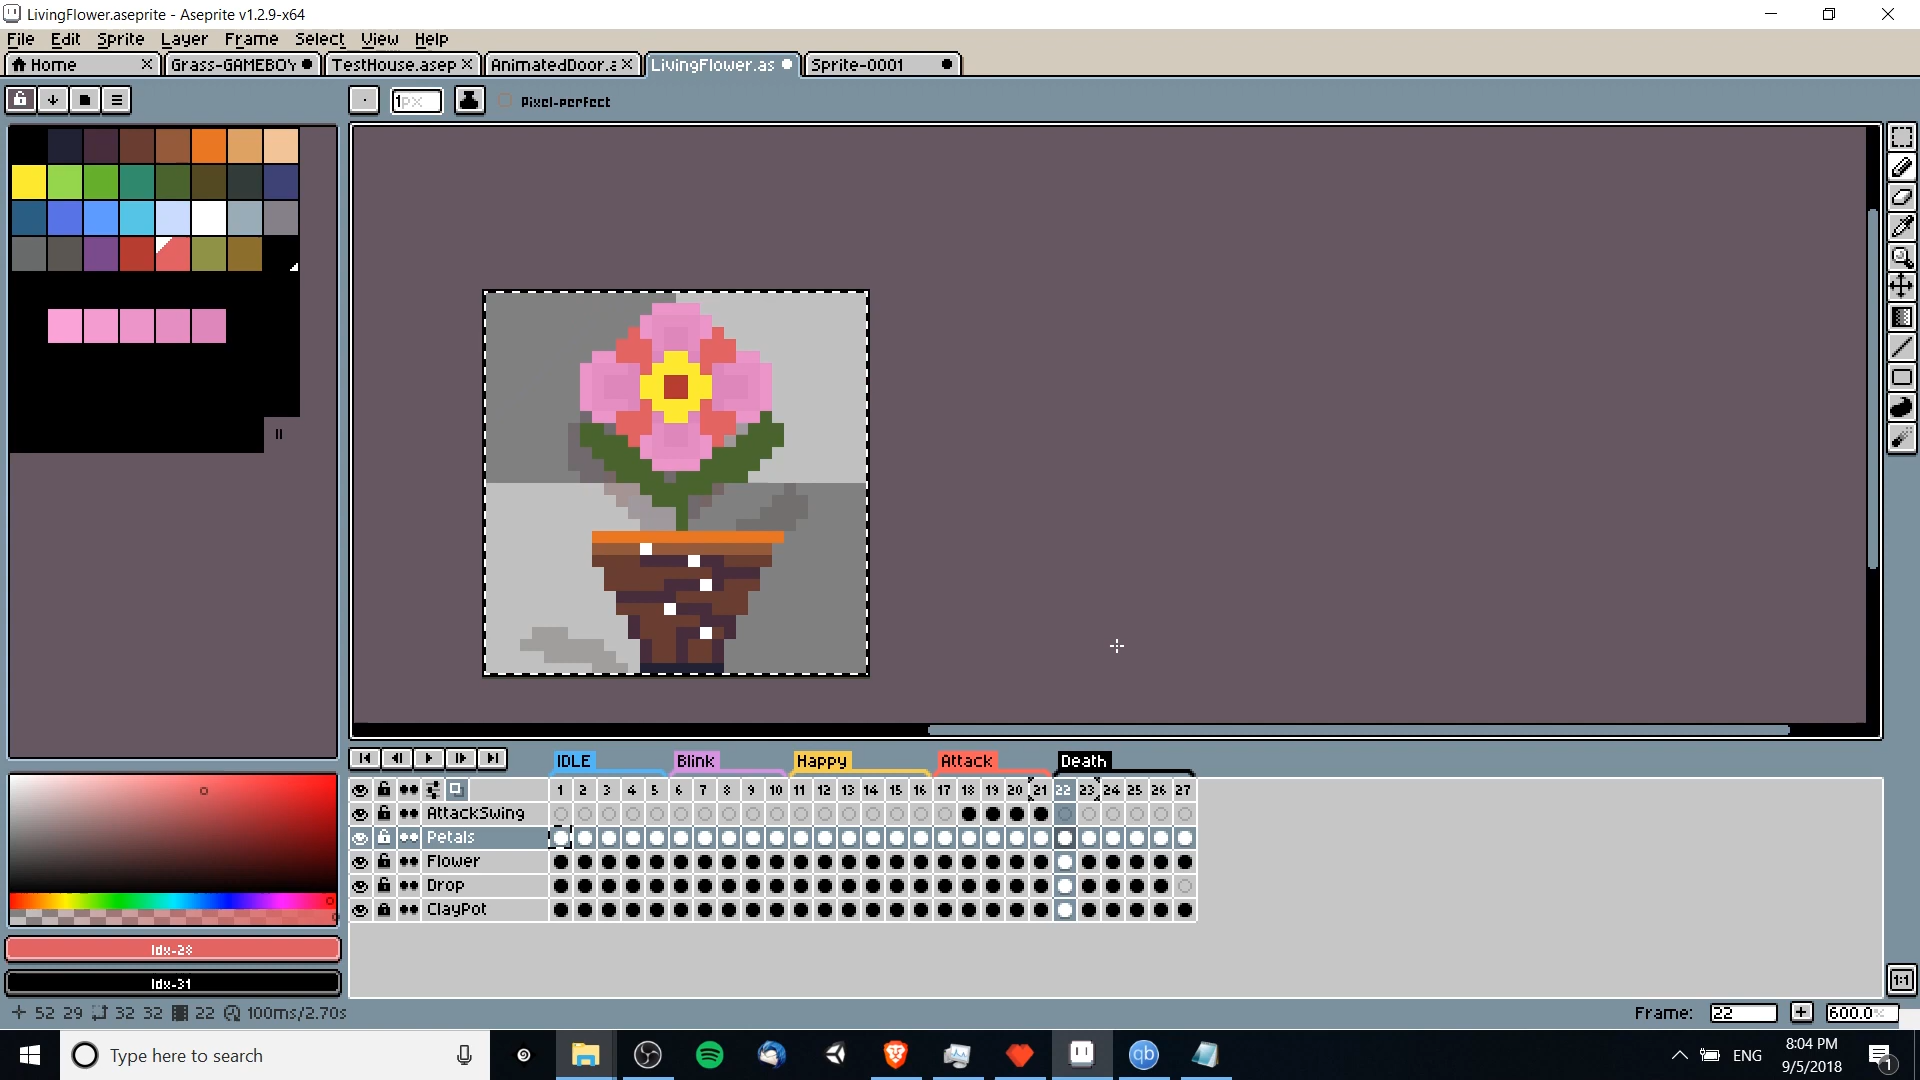 LivingFlower.aseprite - Aseprite v1.2.9-x64
File Edit Sprite Layer Frame Select View Help
Home Grass-GAMEBOY TestHouse.asep AnimatedDoor.a LivingFlower.as Sprite-0001
1px Pixel-perfect
IDLE Blink Happy Attack Death
1 2 3 4 5 6 7 8 9 10 11 12 13 14 15 16 17 18 19 20 21 22 23 24 25 26 27
AttackSwing
Petals
Flower
Drop
ClayPot
Idx-28
Idx-31
1:1
52 29 32 32 22 100ms/2.70s
Frame: 22 600.0%
Type here to search
qb
ENG
8:04 PM
9/5/2018
1